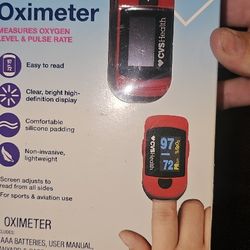 Oximeter
MEASURES OXYGEN
LEVEL & PULSE RATE
♥CVSHealth
Easy to read
Clear, bright high-
definition display
Comfortable
silicone padding
Non-invasive,
lightweight
Screen adjusts to
read from all sides
For sports & aviation use
97
72
♥CVSHealth
OXIMETER
AAA BATTERIES, USER MANUAL,